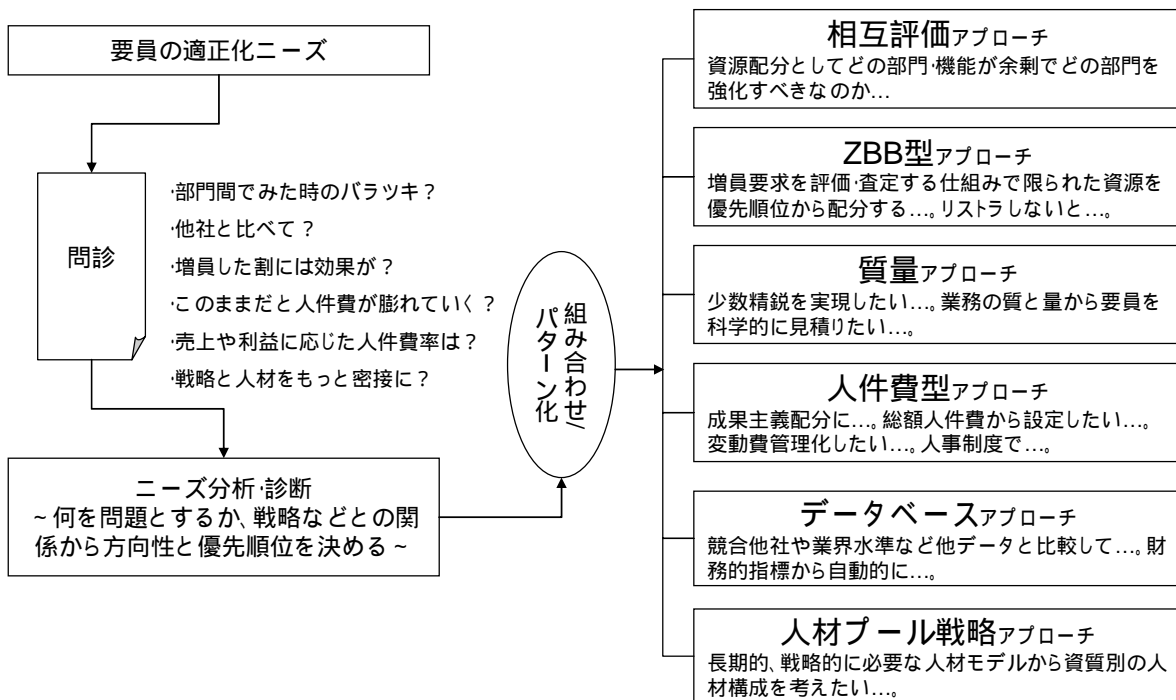 要員の適正化ニーズ
問診
·部門間でみた時のバラツキ？
·他社と比べて？
·増員した割には効果が？
·このままだと人件費が膨れていく？
·売上や利益に応じた人件費率は？
·戦略と人材をもっと密接に？
ニーズ分析·診断
~何を問題とするか、戦略などとの関
係から方向性と優先順位を決める~
組み合わせ/
パターン化
相互評価アプローチ
資源配分としてどの部門·機能が余剰でどの部門を
強化すべきなのか…
ZBB型アプローチ
増員要求を評価·査定する仕組みで限られた資源を
優先順位から配分する…。リストラしないと…。
質量アプローチ
少数精鋭を実現したい…。業務の質と量から要員を
科学的に見積りたい…。
人件費型アプローチ
成果主義配分に…。総額人件費から設定したい…。
変動費管理化したい…。人事制度で…。
データベースアプローチ
競合他社や業界水準など他データと比較して…。財
務的指標から自動的に…。
人材プール戦略アプローチ
長期的、戦略的に必要な人材モデルから資質別の人
材構成を考えたい…。